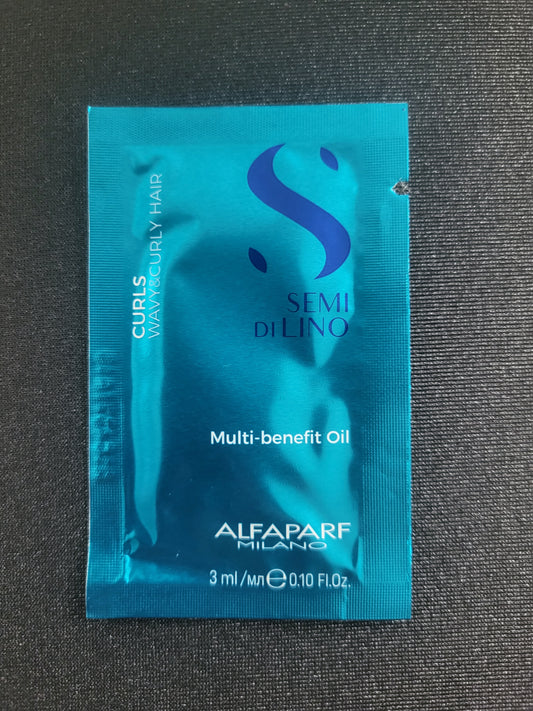 CURLS
WAVY&CURLY HAIR
SEMI
DI LINO
Multi-benefit Oil
ALFAPARF
MILANO
3 ml /мл ℮ 0.10 Fl.Oz.